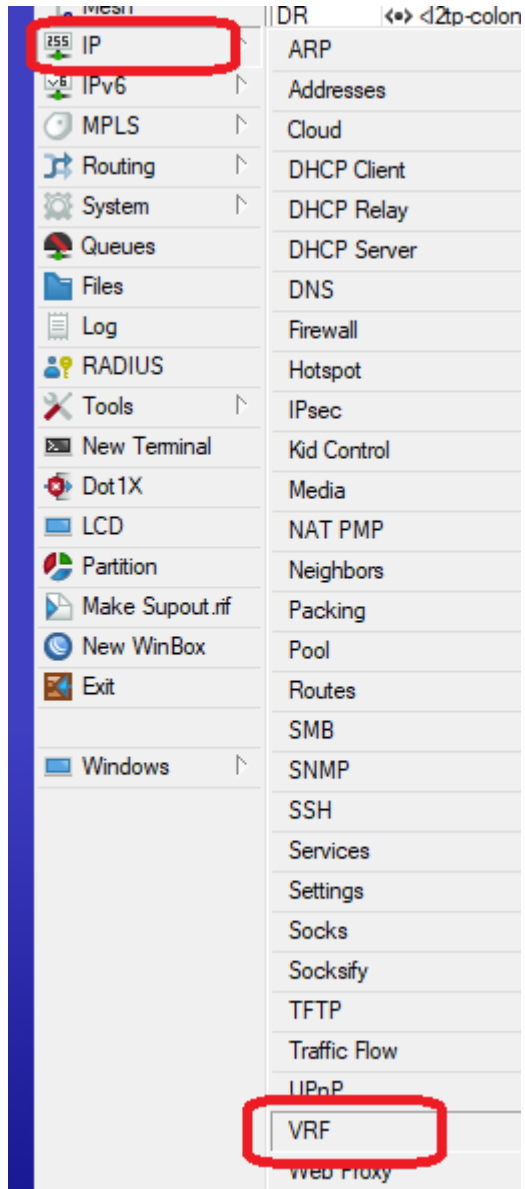 Mesh
IP
IPv6
MPLS
Routing
System
Queues
Files
Log
RADIUS
Tools
New Terminal
Dot1X
LCD
Partition
Make Supout.rif
New WinBox
Exit
Windows
DR <l2tp-colon
ARP
Addresses
Cloud
DHCP Client
DHCP Relay
DHCP Server
DNS
Firewall
Hotspot
IPsec
Kid Control
Media
NAT PMP
Neighbors
Packing
Pool
Routes
SMB
SNMP
SSH
Services
Settings
Socks
Socksify
TFTP
Traffic Flow
UPnP
VRF
Web Proxy